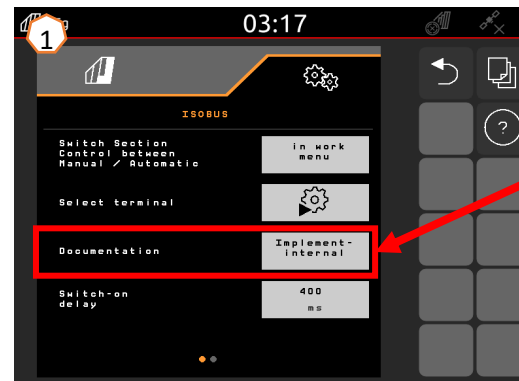 03:17
1
ISOBUS
Switch Section
Control between
Manual / Automatic
in work
menu
Select terminal
Documentation
Implement-
internal
Switch-on
delay
400
ms
?